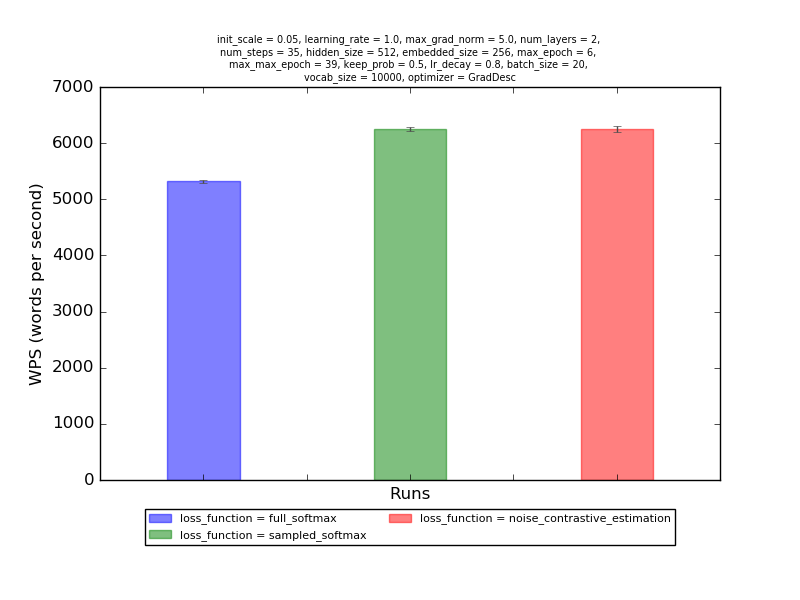 init_scale = 0.05, learning_rate = 1.0, max_grad_norm = 5.0, num_layers = 2,
num_steps = 35, hidden_size = 512, embedded_size = 256, max_epoch = 6,
max_max_epoch = 39, keep_prob = 0.5, lr_decay = 0.8, batch_size = 20,
vocab_size = 10000, optimizer = GradDesc
7000
6000
5000
4000
3000
2000
1000
0
WPS (words per second)
Runs
loss_function = full_softmax
loss_function = sampled_softmax
loss_function = noise_contrastive_estimation